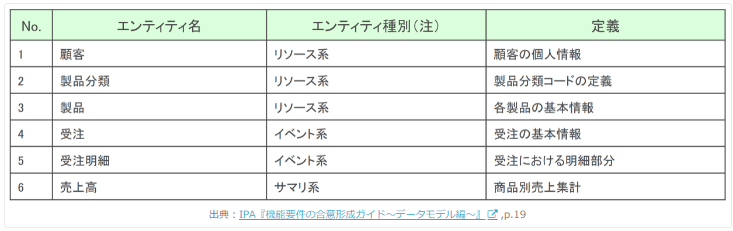 No. エンティティ名 エンティティ種別(注) 定義
1 顧客 リソース系 顧客の個人情報
2 製品分類 リソース系 製品分類コードの定義
3 製品 リソース系 各製品の基本情報
4 受注 イベント系 受注の基本情報
5 受注明細 イベント系 受注における明細部分
6 売上高 サマリ系 商品別売上集計
出典:IPA『機能要件の合意形成ガイド~データモデル編~』 ,p.19